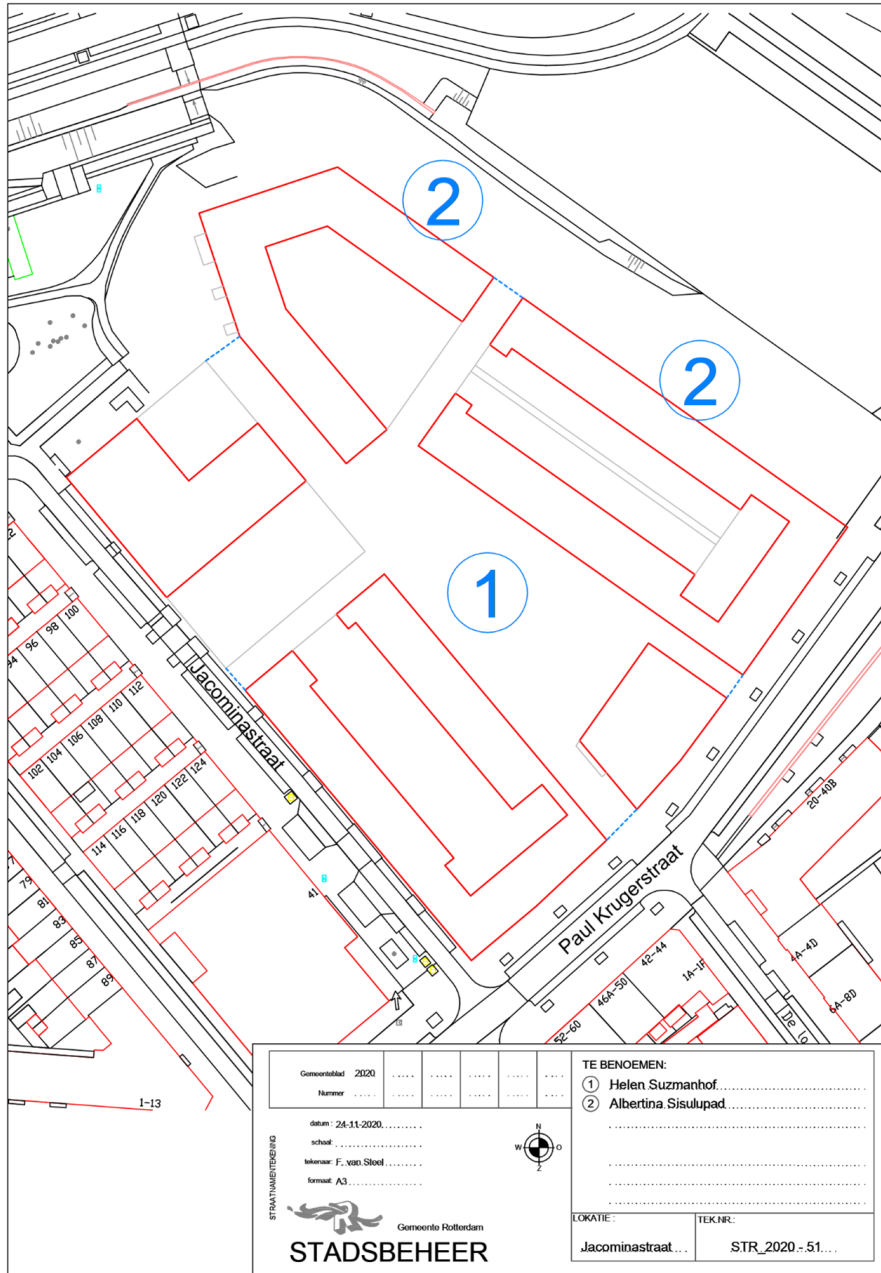 2
2
1
Jacominastraat
Paul Krugerstraat
94
96
98
100
102
104
106
108
110
112
114
116
118
120
122
124
79
81
83
85
87
89
41
1-13
20-40B
4A-4D
6A-8D
De lo
42-44
1A-1F
46A-50
52-60
Gemeenteblad 2020
Nummer
datum : 24-11-2020
schaal:
tekenaar: F. van Steel
formaat: A3
STRAATNAMENTEKENING
N
W O
Z
Gemeente Rotterdam
STADSBEHEER
TE BENOEMEN:
1 Helen Suzmanhof
2 Albertina Sisulupad
LOKATIE :
Jacominastraat
TEK.NR.:
STR_2020 - 51